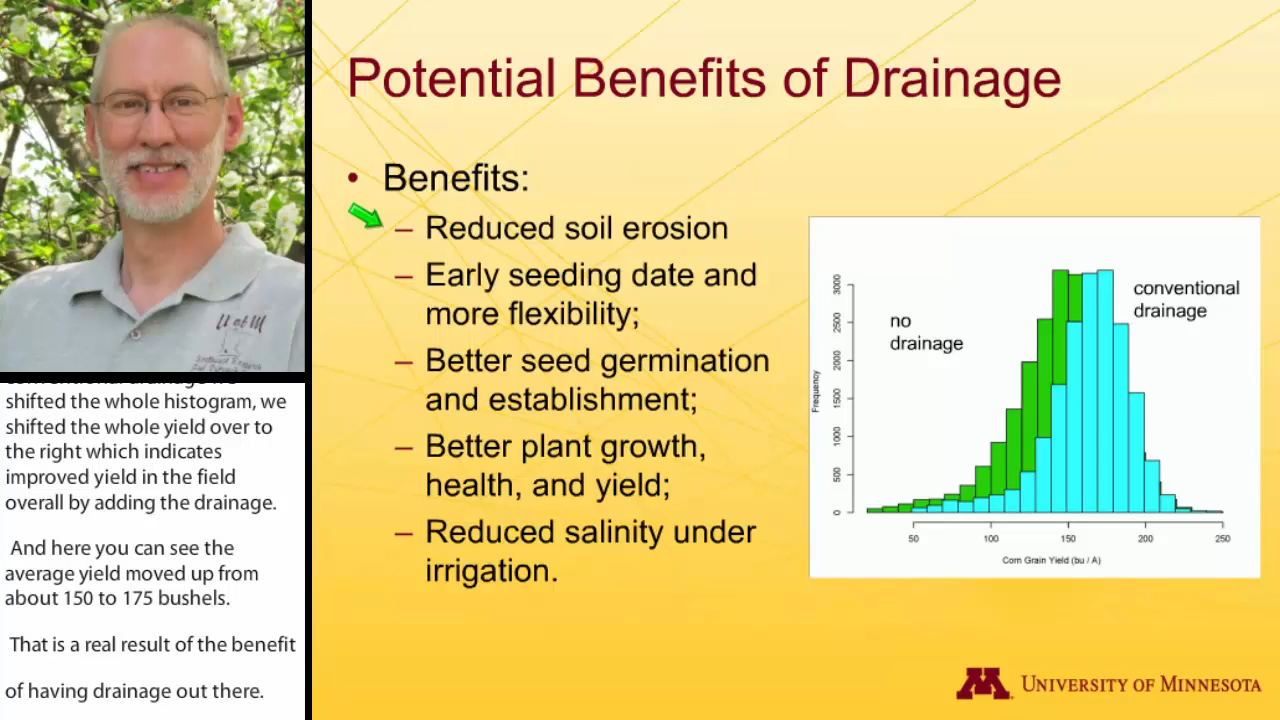 Potential Benefits of Drainage
• Benefits:
– Reduced soil erosion
– Early seeding date and
more flexibility;
– Better seed germination
and establishment;
– Better plant growth,
health, and yield;
– Reduced salinity under
irrigation.
no
drainage
conventional
drainage
Frequency
3000
2500
2000
1500
1000
500
0
50 100 150 200 250
Corn Grain Yield (bu / A)
M UNIVERSITY OF MINNESOTA
U of M
shifted the whole histogram, we
shifted the whole yield over to
the right which indicates
improved yield in the field
overall by adding the drainage.
And here you can see the
average yield moved up from
about 150 to 175 bushels.
That is a real result of the benefit
of having drainage out there.